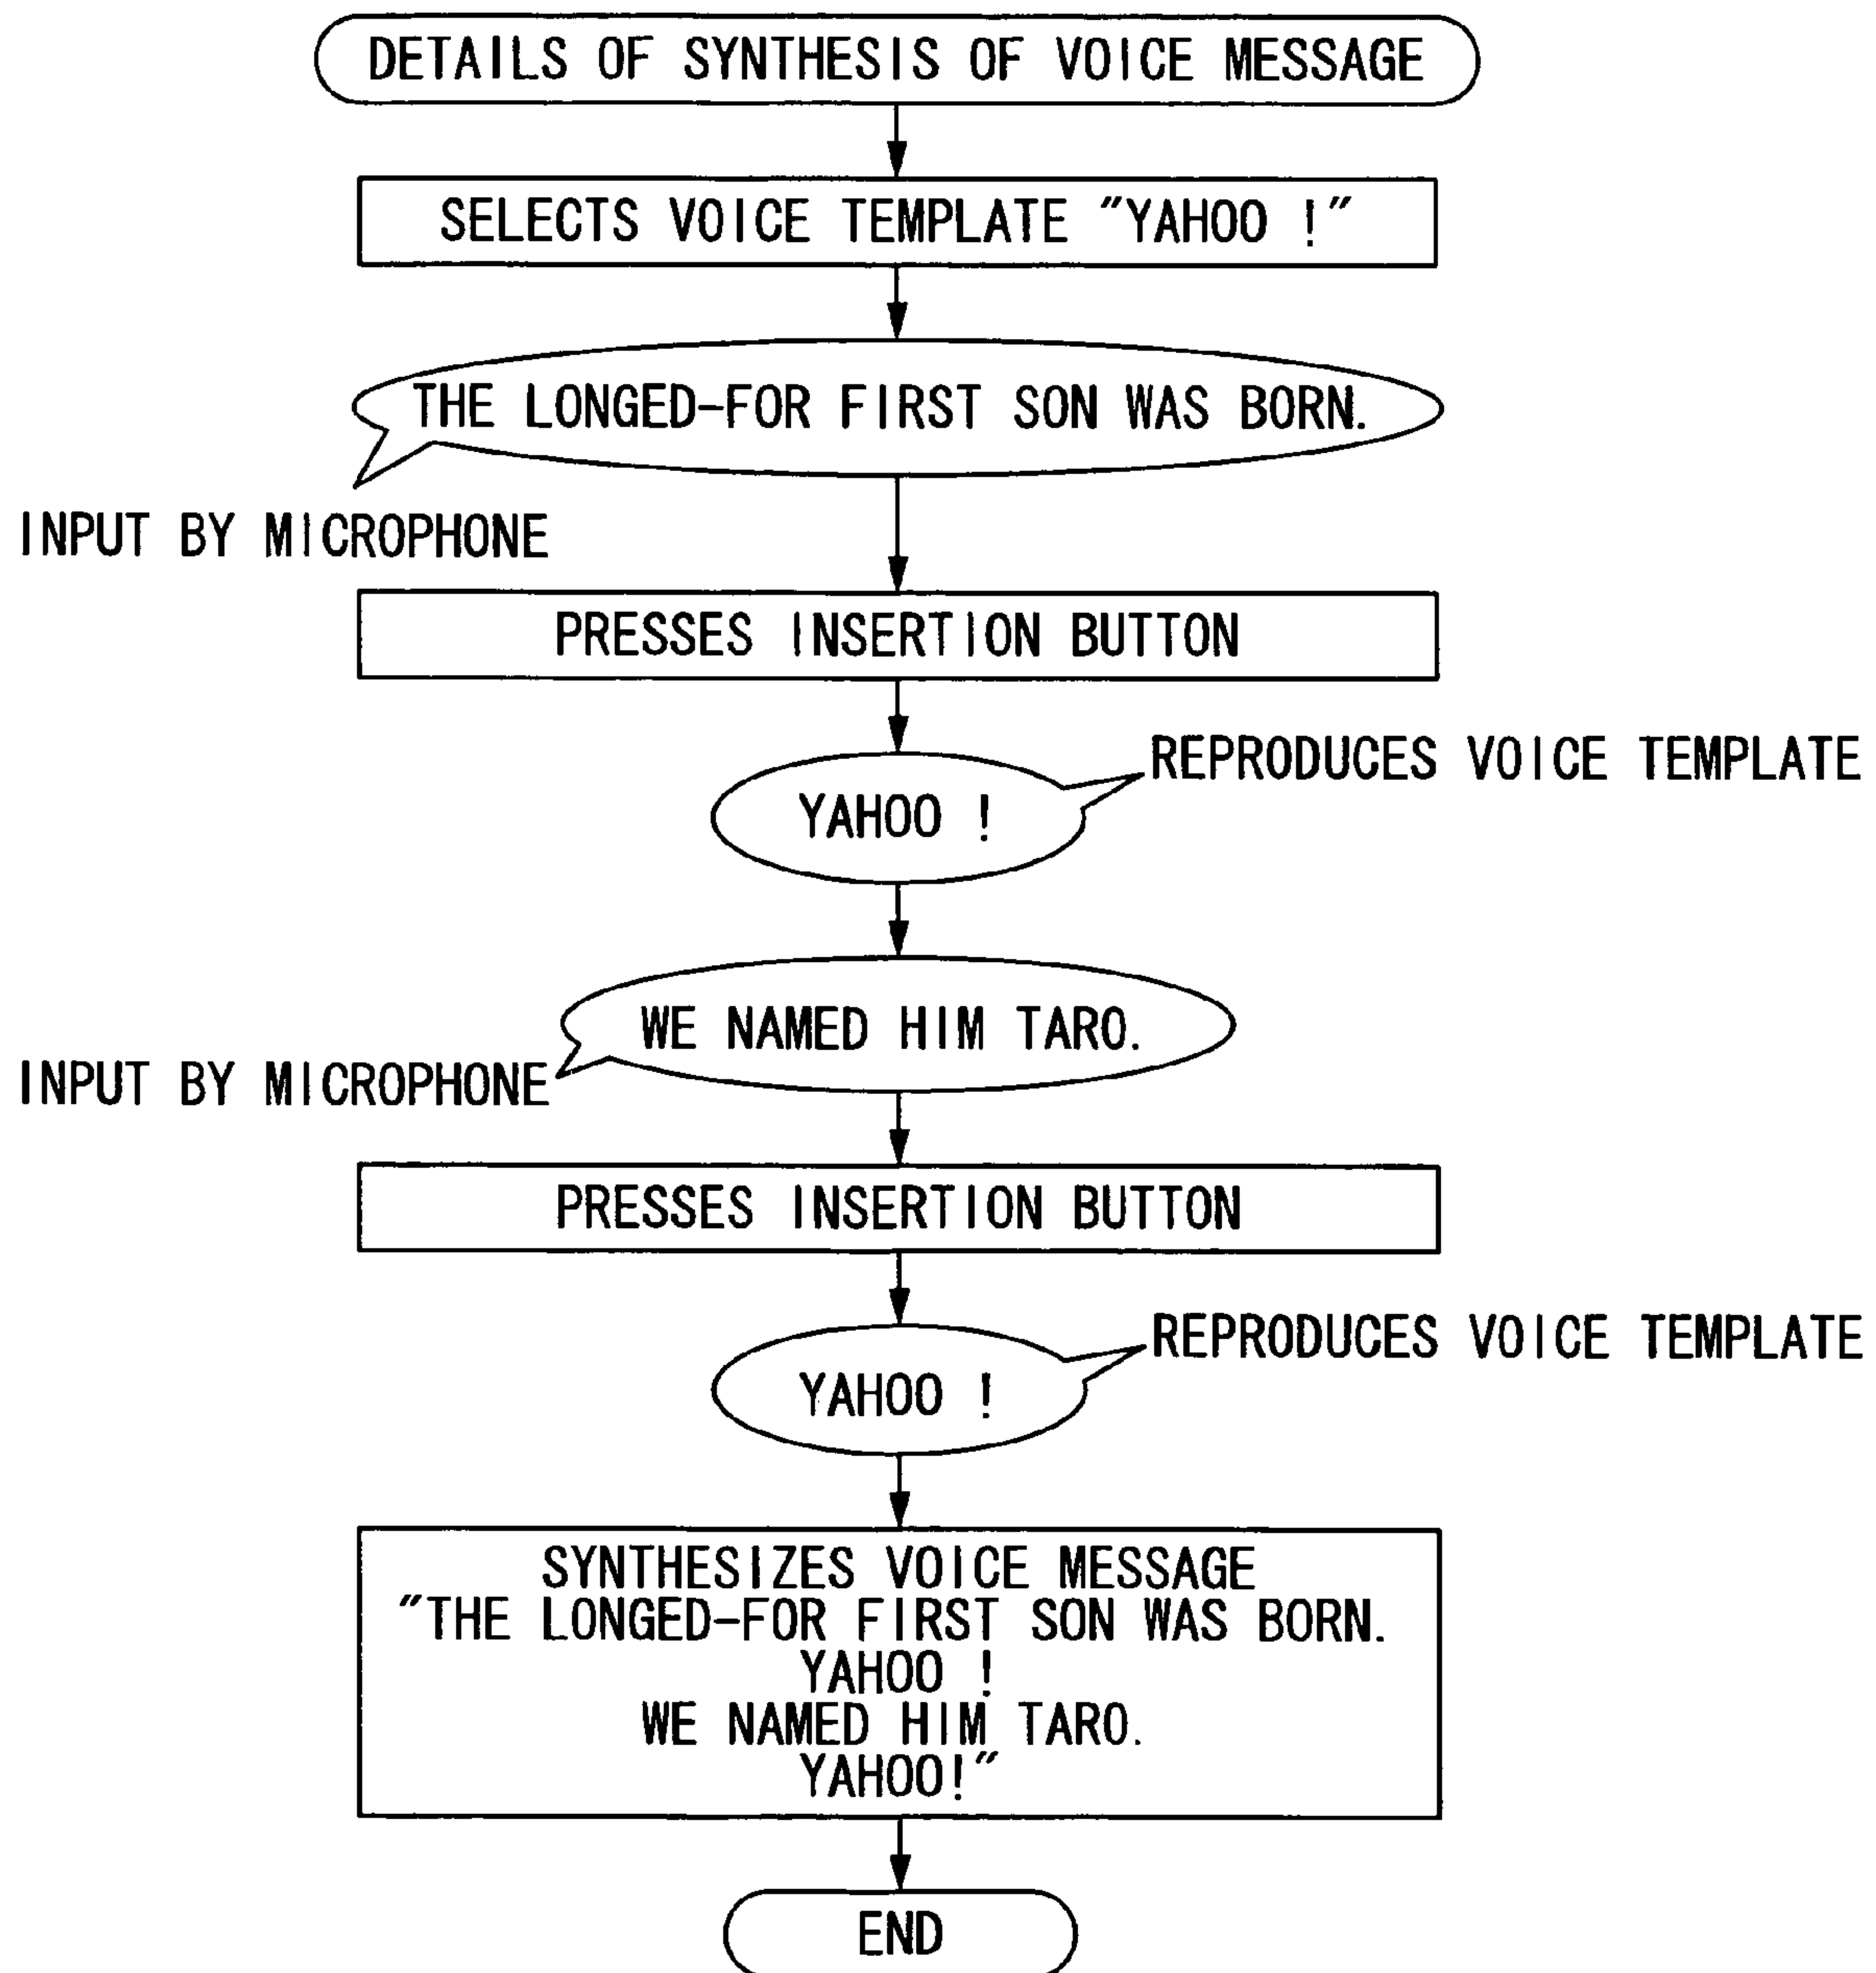 DETAILS OF SYNTHESIS OF VOICE MESSAGE
SELECTS VOICE TEMPLATE "YAHOO !"
THE LONGED-FOR FIRST SON WAS BORN.
INPUT BY MICROPHONE
PRESSES INSERTION BUTTON
REPRODUCES VOICE TEMPLATE
YAHOO !
WE NAMED HIM TARO.
INPUT BY MICROPHONE
PRESSES INSERTION BUTTON
REPRODUCES VOICE TEMPLATE
YAHOO !
SYNTHESIZES VOICE MESSAGE
"THE LONGED-FOR FIRST SON WAS BORN.
YAHOO !
WE NAMED HIM TARO.
YAHOO!"
END